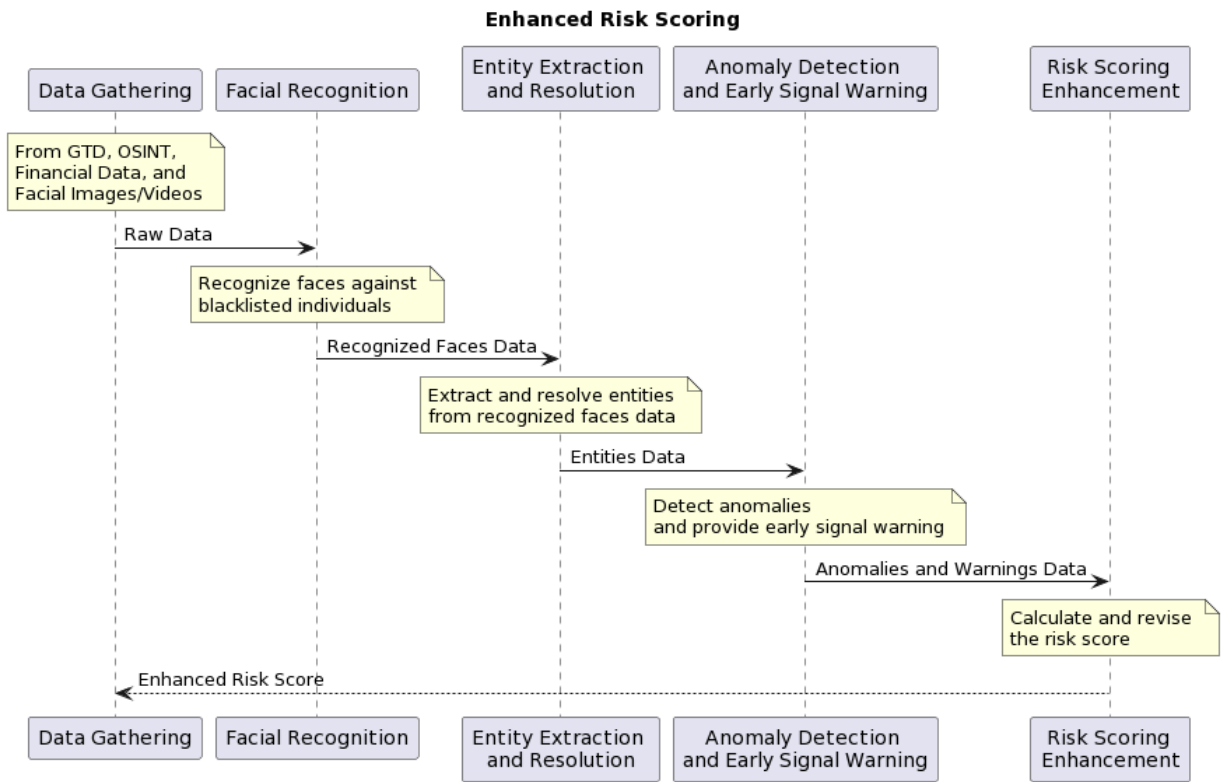 Enhanced Risk Scoring
Data Gathering
Facial Recognition
Entity Extraction
and Resolution
Anomaly Detection
and Early Signal Warning
Risk Scoring
Enhancement
From GTD, OSINT,
Financial Data, and
Facial Images/Videos
Raw Data
Recognize faces against
blacklisted individuals
Recognized Faces Data
Extract and resolve entities
from recognized faces data
Entities Data
Detect anomalies
and provide early signal warning
Anomalies and Warnings Data
Calculate and revise
the risk score
Enhanced Risk Score
Data Gathering
Facial Recognition
Entity Extraction
and Resolution
Anomaly Detection
and Early Signal Warning
Risk Scoring
Enhancement